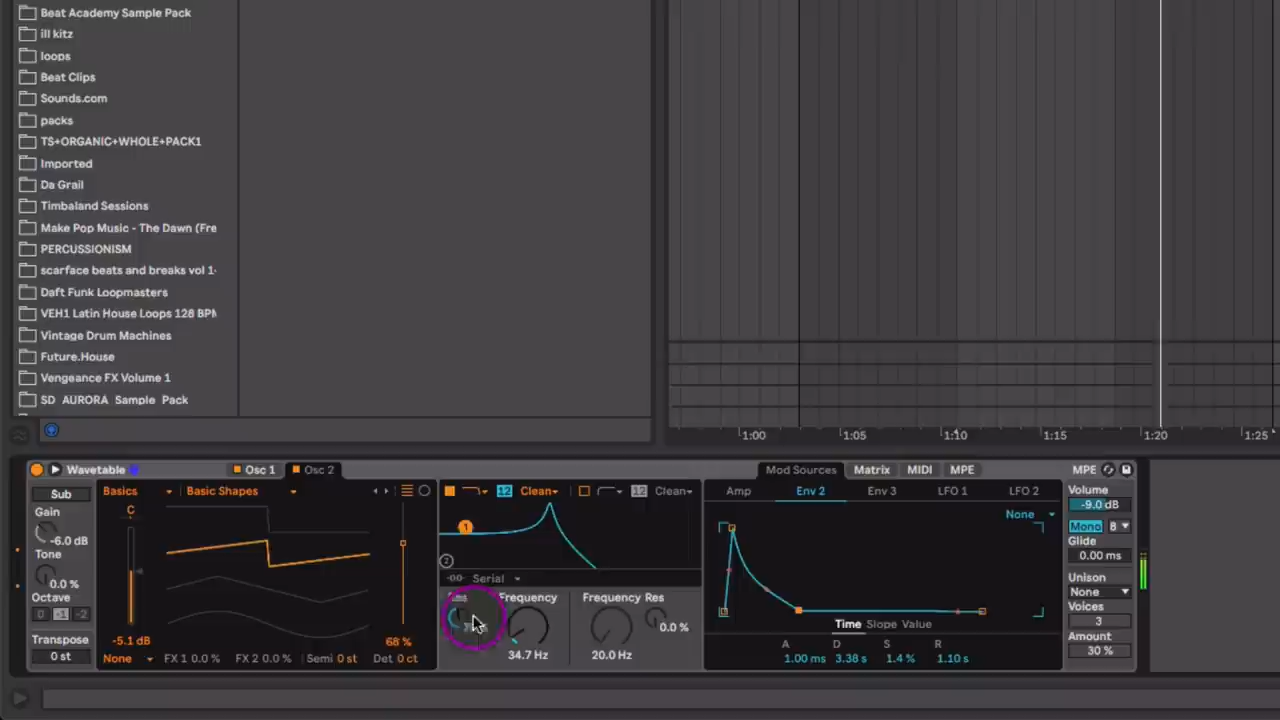 Beat Academy Sample Pack
ill kitz
loops
Beat Clips
Sounds.com
packs
TS+ORGANIC+WHOLE+PACK1
Imported
Da Grail
Timbaland Sessions
Make Pop Music - The Dawn (Fre
PERCUSSIONISM
scarface beats and breaks vol 1-
Daft Funk Loopmasters
VEH1 Latin House Loops 128 BPM
Vintage Drum Machines
Future.House
Vengeance FX Volume 1
SD AURORA Sample Pack
1:00 1:05 1:10 1:15 1:20 1:25
Wavetable Osc 1 Osc 2 Mod Sources Matrix MIDI MPE MPE
Sub Basics Basic Shapes 12 Clean 12 Clean Amp Env 2 Env 3 LFO 1 LFO 2 Volume
Gain C None -9.0 dB
-6.0 dB 1 Mono 8
Tone Glide
0.0 % 2 0.00 ms
Octave Serial Unison
0 -1 -2 Frequency Frequency Res None
0.0 % Time Slope Value Voices
Transpose -5.1 dB 68 % A D S R 3
0 st None FX 1 0.0 % FX 2 0.0 % Semi 0 st Det 0 ct 34.7 Hz 20.0 Hz 1.00 ms 3.38 s 1.4 % 1.10 s Amount
30 %